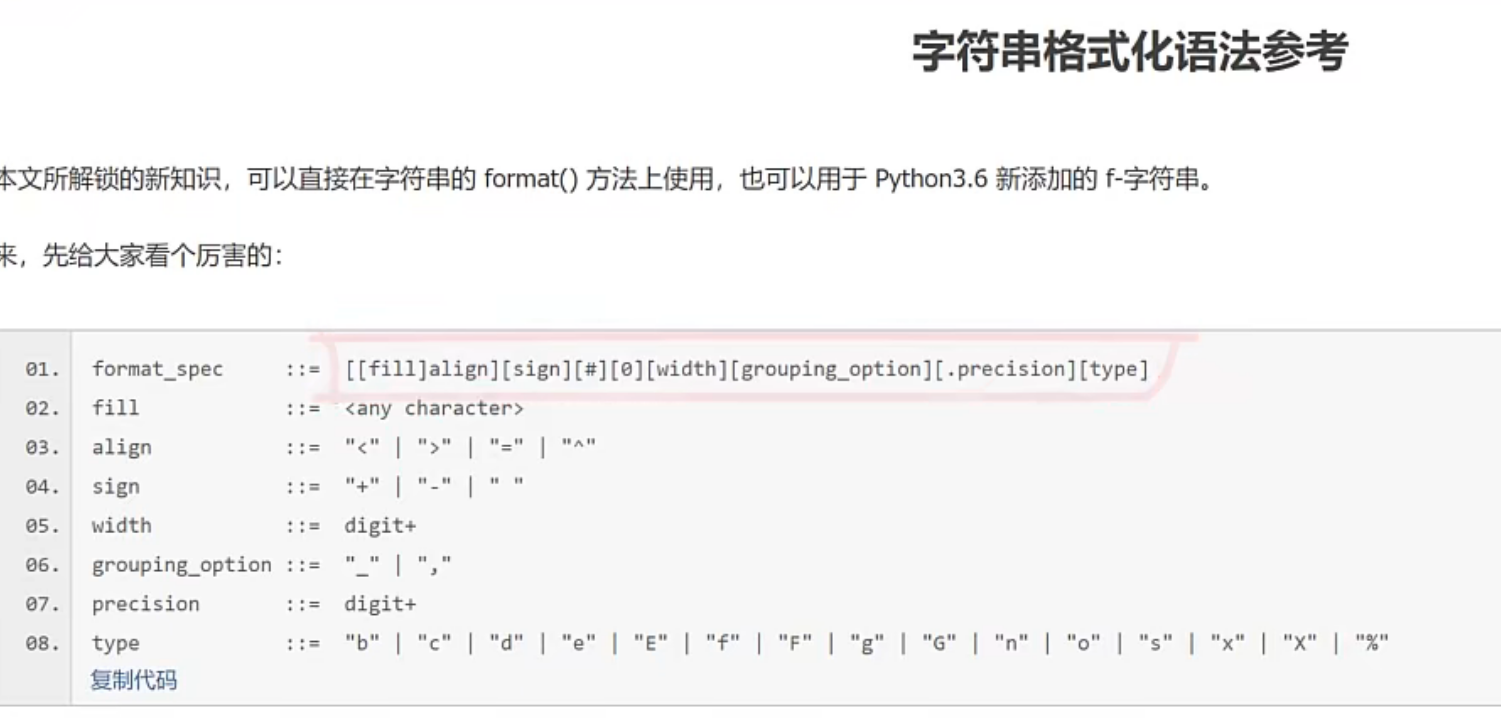 字符串格式化语法参考
本文所解锁的新知识，可以直接在字符串的 format() 方法上使用，也可以用于 Python3.6 新添加的 f-字符串。
来，先给大家看个厉害的：
01. format_spec ::= [[fill]align][sign][#][0][width][grouping_option][.precision][type]
02. fill ::= <any character>
03. align ::= "<" | ">" | "=" | "^"
04. sign ::= "+" | "-" | " "
05. width ::= digit+
06. grouping_option ::= "_" | ","
07. precision ::= digit+
08. type ::= "b" | "c" | "d" | "e" | "E" | "f" | "F" | "g" | "G" | "n" | "o" | "s" | "x" | "X" | "%"
复制代码